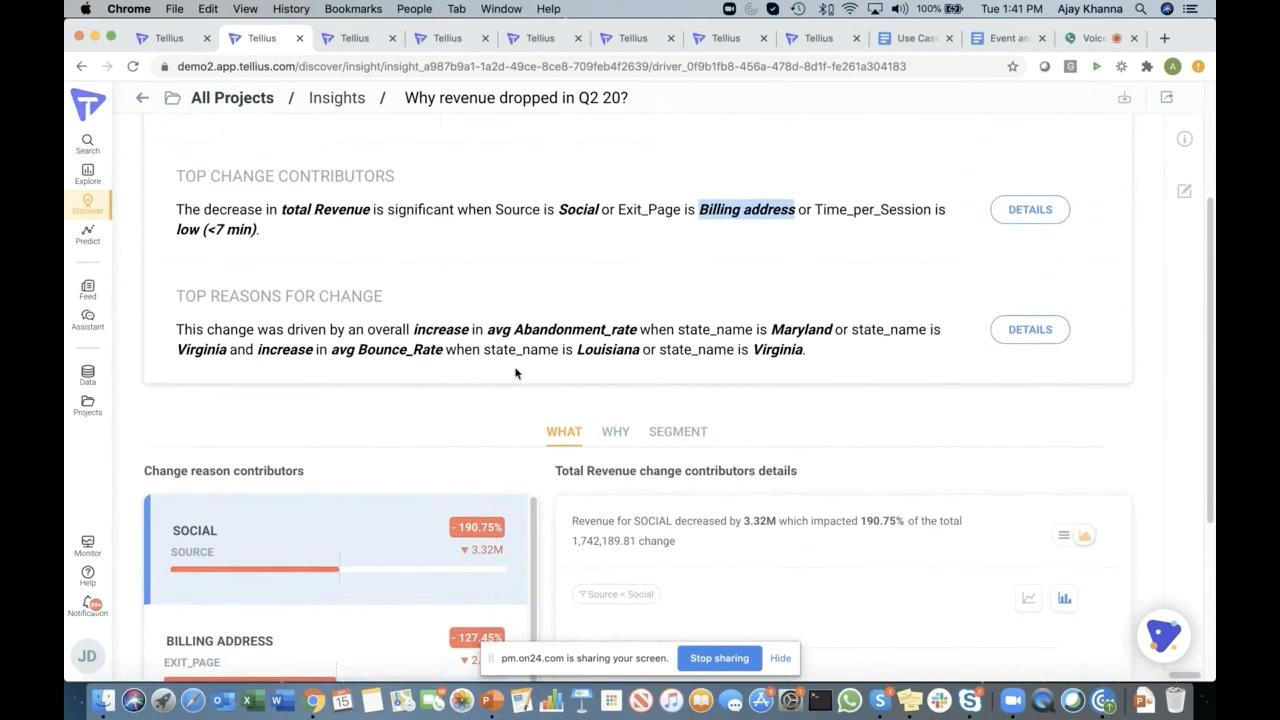 Chrome File Edit View History Bookmarks People Tab Window Help 100% Tue 1:41 PM Ajay Khanna
Tellius Tellius Tellius Tellius Tellius Tellius Tellius Tellius Use Cas Event and Voic
demo2.app.tellius.com/discover/insight/insight_a987b9a1-1a2d-49ce-8ce8-709feb4f2639/driver_0f9b1fb8-456a-478d-8d1f-fe261a304183
All Projects / Insights / Why revenue dropped in Q2 20?
Search
Explore
Discover
Predict
Feed
Assistant
Data
Projects
Monitor
Help
Notification
JD
TOP CHANGE CONTRIBUTORS
The decrease in total Revenue is significant when Source is Social or Exit_Page is Billing address or Time_per_Session is
low (<7 min).
DETAILS
TOP REASONS FOR CHANGE
This change was driven by an overall increase in avg Abandonment_rate when state_name is Maryland or state_name is
Virginia and increase in avg Bounce_Rate when state_name is Louisiana or state_name is Virginia.
DETAILS
WHAT WHY SEGMENT
Change reason contributors
SOCIAL
- 190.75%
SOURCE
▼ 3.32M
BILLING ADDRESS
- 127.45%
EXIT_PAGE
Total Revenue change contributors details
Revenue for SOCIAL decreased by 3.32M which impacted 190.75% of the total
1,742,189.81 change
Source = Social
pm.on24.com is sharing your screen. Stop sharing Hide